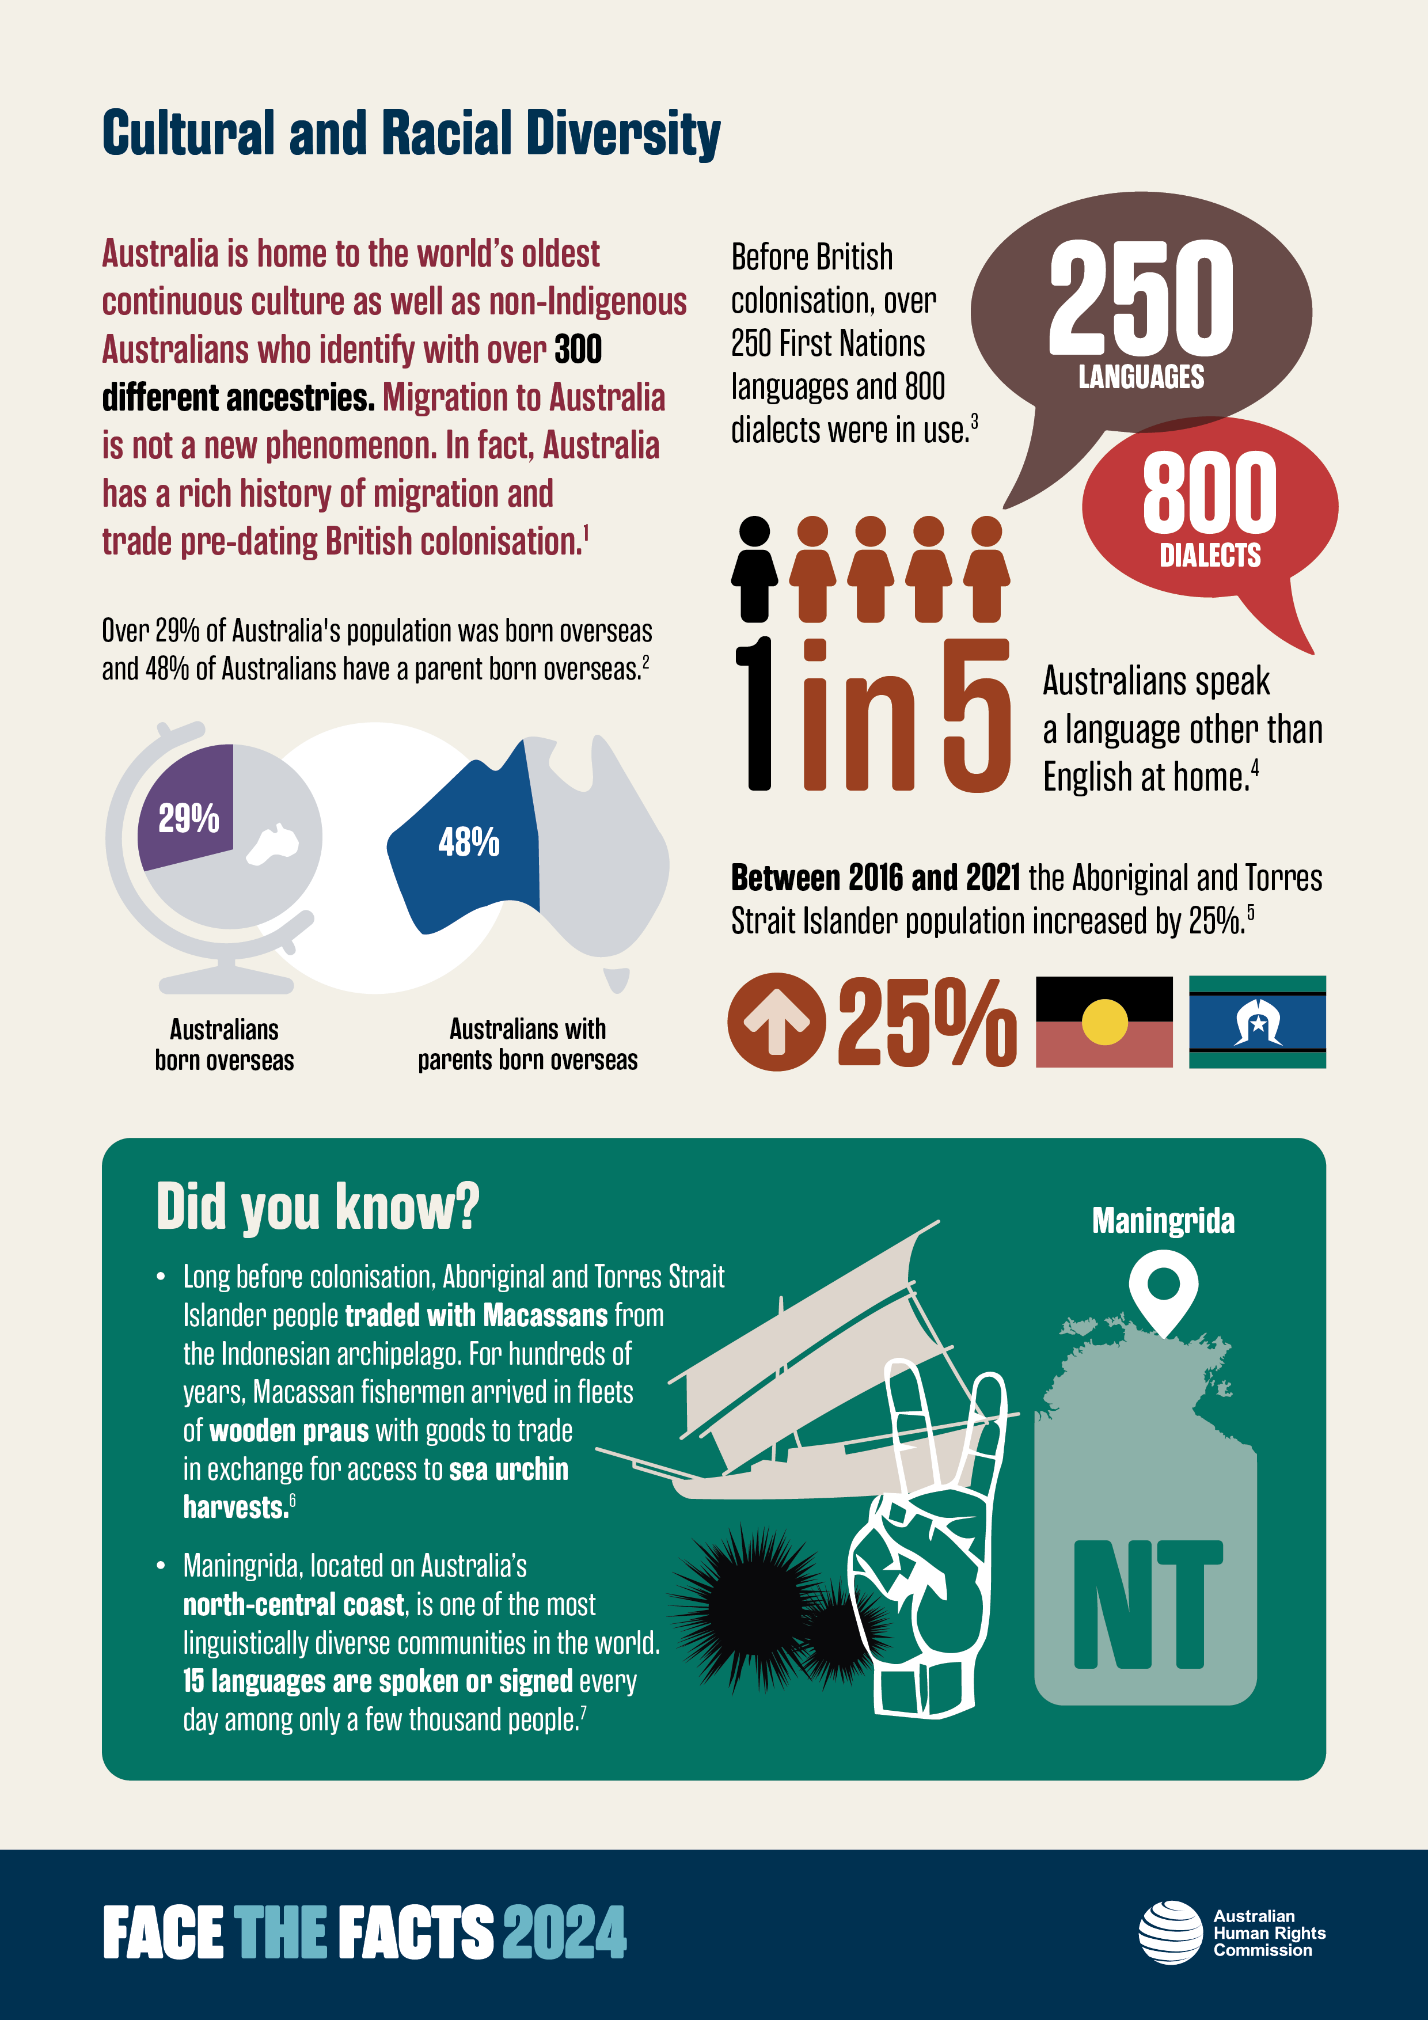 Cultural and Racial Diversity
Australia is home to the world's oldest
continuous culture as well as non-Indigenous
Australians who identify with over 300
different ancestries. Migration to Australia
is not a new phenomenon. In fact, Australia
has a rich history of migration and
trade pre-dating British colonisation.1
Over 29% of Australia's population was born overseas
and 48% of Australians have a parent born overseas.2
29%
48%
Australians
born overseas
Australians with
parents born overseas
Before British
colonisation, over
250 First Nations
languages and 800
dialects were in use.3
250
LANGUAGES
800
DIALECTS
1 in 5
Australians speak
a language other than
English at home.4
Between 2016 and 2021 the Aboriginal and Torres
Strait Islander population increased by 25%.5
25%
Did you know?
• Long before colonisation, Aboriginal and Torres Strait
Islander people traded with Macassans from
the Indonesian archipelago. For hundreds of
years, Macassan fishermen arrived in fleets
of wooden praus with goods to trade
in exchange for access to sea urchin
harvests.6
• Maningrida, located on Australia's
north-central coast, is one of the most
linguistically diverse communities in the world.
15 languages are spoken or signed every
day among only a few thousand people.7
Maningrida
NT
FACE THE FACTS 2024
Australian
Human Rights
Commission